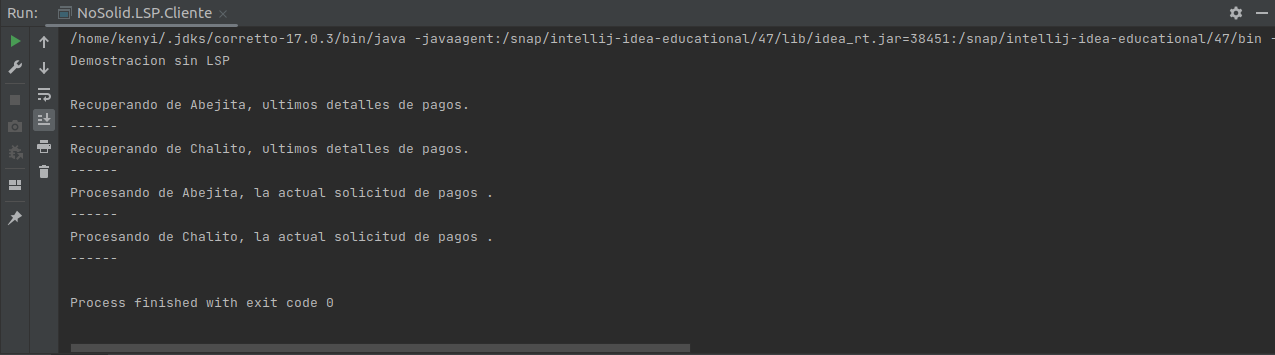 Run: NoSolid.LSP.Cliente
/home/kenyi/.jdks/corretto-17.0.3/bin/java -javaagent:/snap/intellij-idea-educational/47/lib/idea_rt.jar=38451:/snap/intellij-idea-educational/47/bin -
Demostracion sin LSP
Recuperando de Abejita, ultimos detalles de pagos.
------
Recuperando de Chalito, ultimos detalles de pagos.
------
Procesando de Abejita, la actual solicitud de pagos .
------
Procesando de Chalito, la actual solicitud de pagos .
------
Process finished with exit code 0